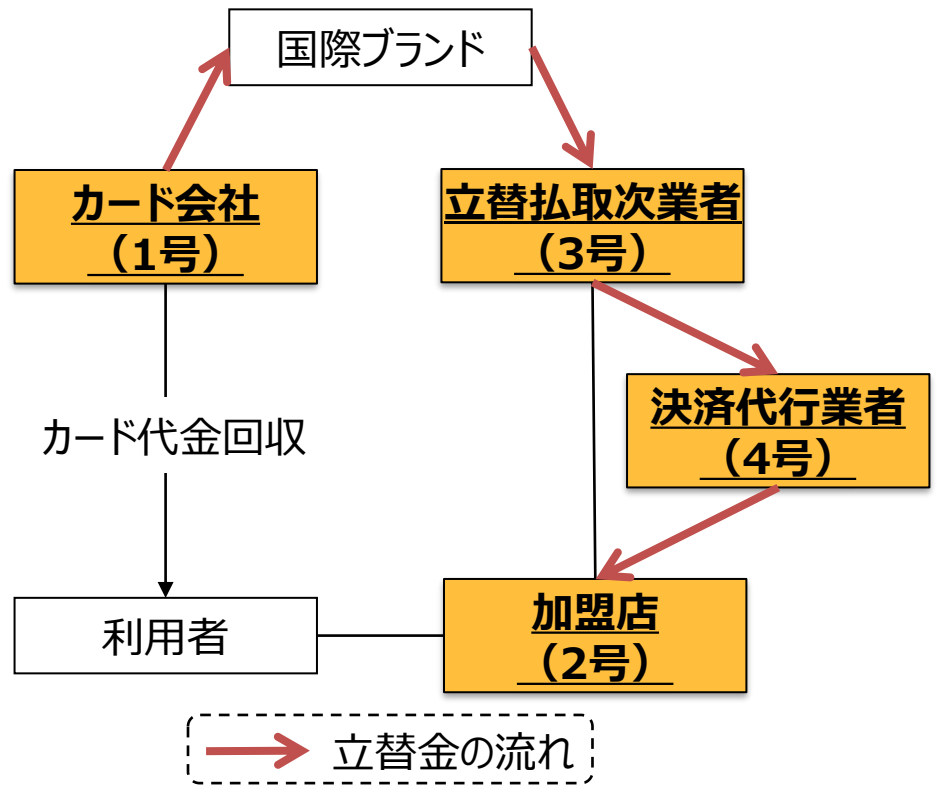 国際ブランド
カード会社
（1号）
立替払取次業者
（3号）
決済代行業者
（4号）
カード代金回収
加盟店
（2号）
利用者
立替金の流れ